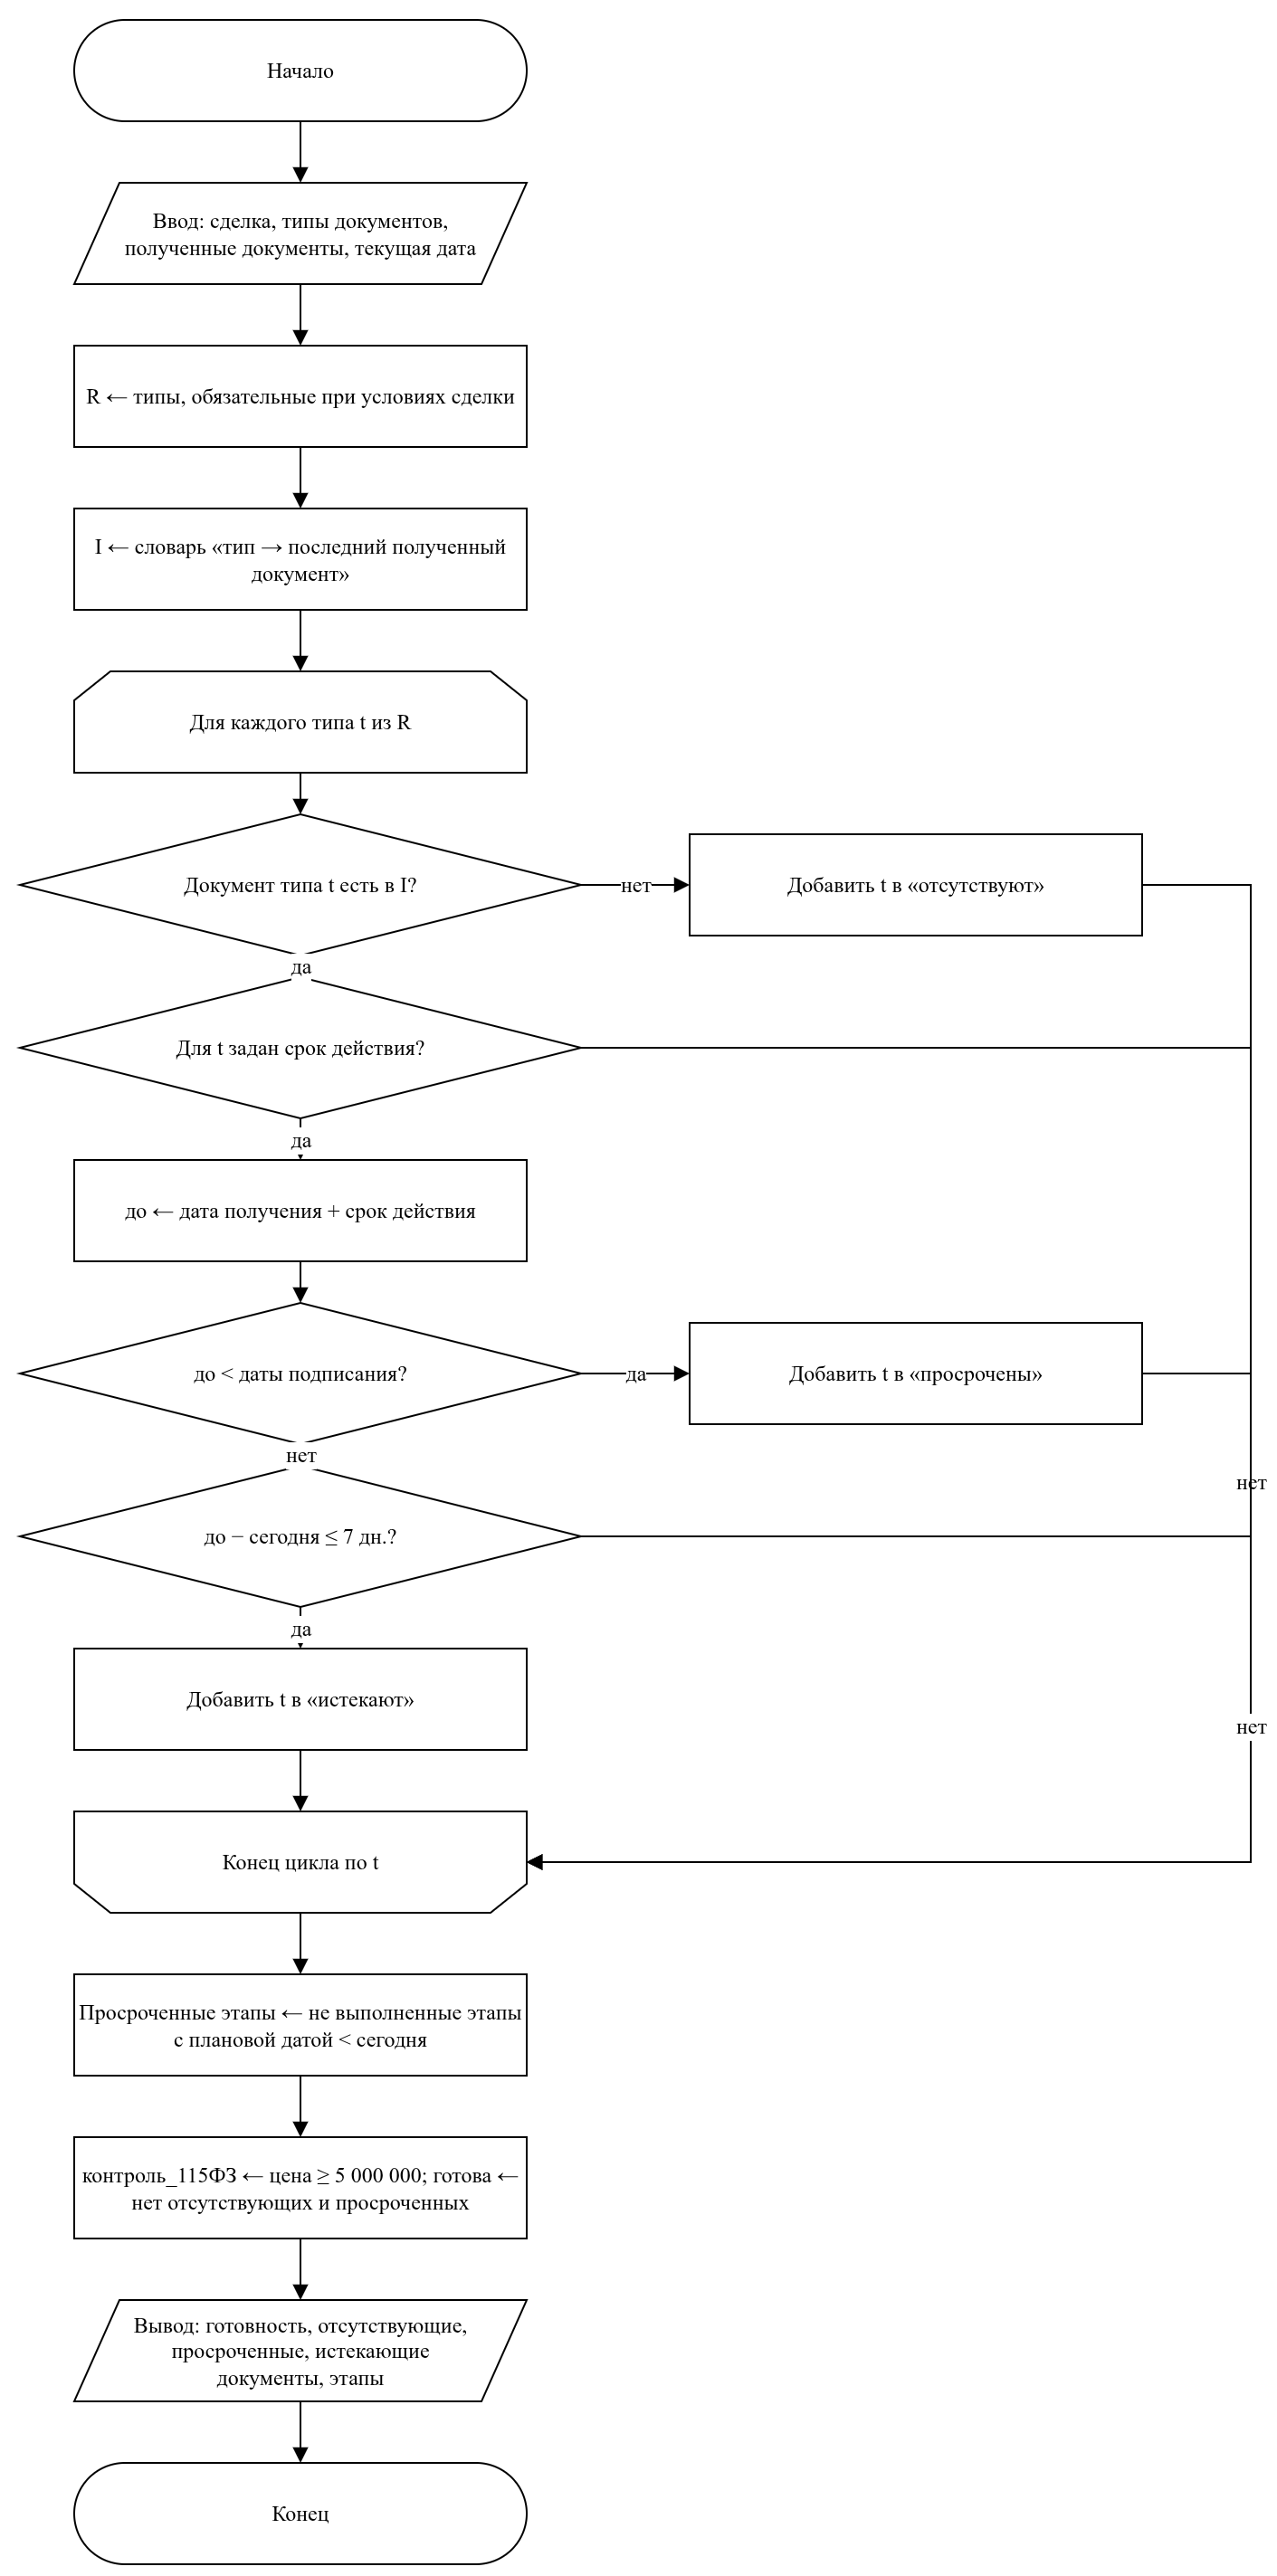 Начало
Ввод: сделка, типы документов,
полученные документы, текущая дата
R ← типы, обязательные при условиях сделки
I ← словарь «тип → последний полученный
документ»
Для каждого типа t из R
Документ типа t есть в I?
нет
Добавить t в «отсутствуют»
да
Для t задан срок действия?
да
до ← дата получения + срок действия
до < даты подписания?
да
Добавить t в «просрочены»
нет
нет
до − сегодня ≤ 7 дн.?
да
Добавить t в «истекают»
нет
Конец цикла по t
Просроченные этапы ← не выполненные этапы
с плановой датой < сегодня
контроль_115ФЗ ← цена ≥ 5 000 000; готова ←
нет отсутствующих и просроченных
Вывод: готовность, отсутствующие,
просроченные, истекающие
документы, этапы
Конец